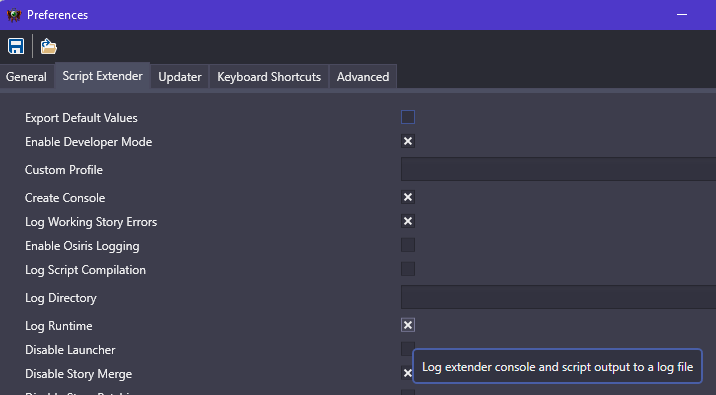 Preferences
General Script Extender Updater Keyboard Shortcuts Advanced
Export Default Values
Enable Developer Mode
Custom Profile
Create Console
Log Working Story Errors
Enable Osiris Logging
Log Script Compilation
Log Directory
Log Runtime
Disable Launcher
Log extender console and script output to a log file
Disable Story Merge